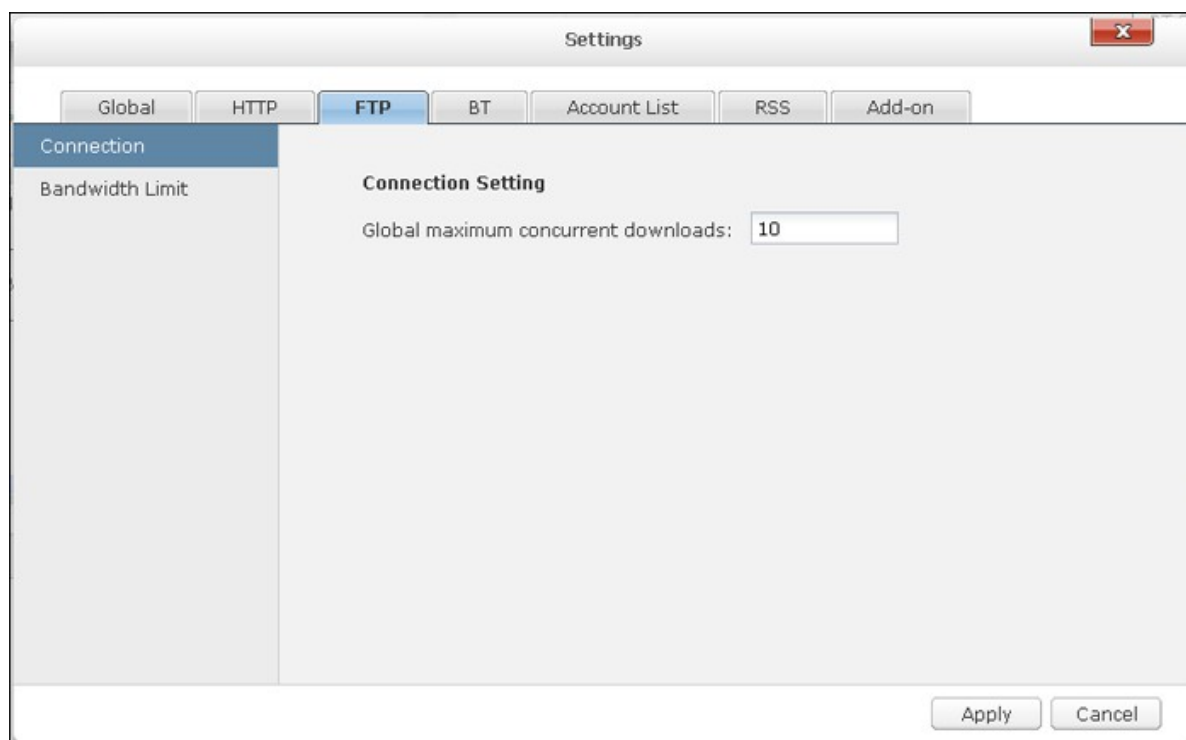 Settings
x
Global HTTP FTP BT Account List RSS Add-on
Connection
Bandwidth Limit
Connection Setting
Global maximum concurrent downloads: 10
Apply Cancel